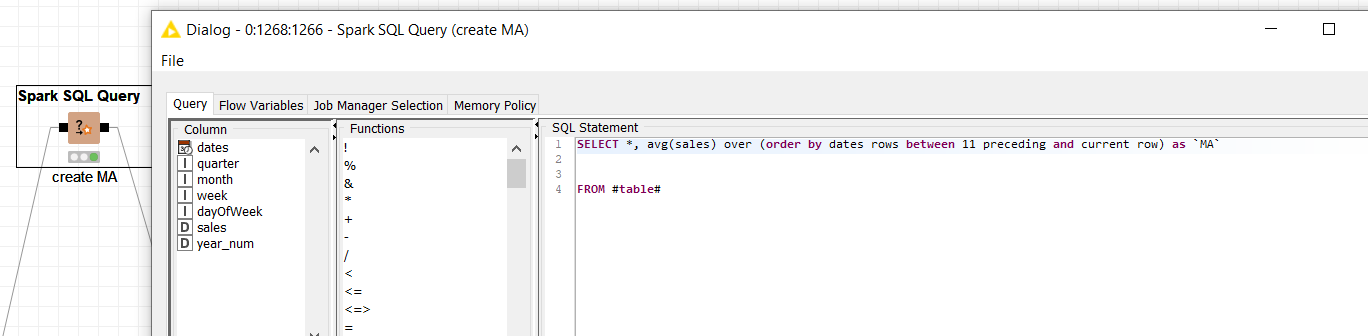 Dialog - 0:1268:1266 - Spark SQL Query (create MA)
File
Spark SQL Query
create MA
Query Flow Variables Job Manager Selection Memory Policy
Column
dates
I quarter
I month
I week
I dayOfWeek
D sales
D year_num
Functions
!
%
&
*
+
-
/
<
<=
<=>
=
SQL Statement
1 SELECT *, avg(sales) over (order by dates rows between 11 preceding and current row) as `MA`
2
3
4 FROM #table#